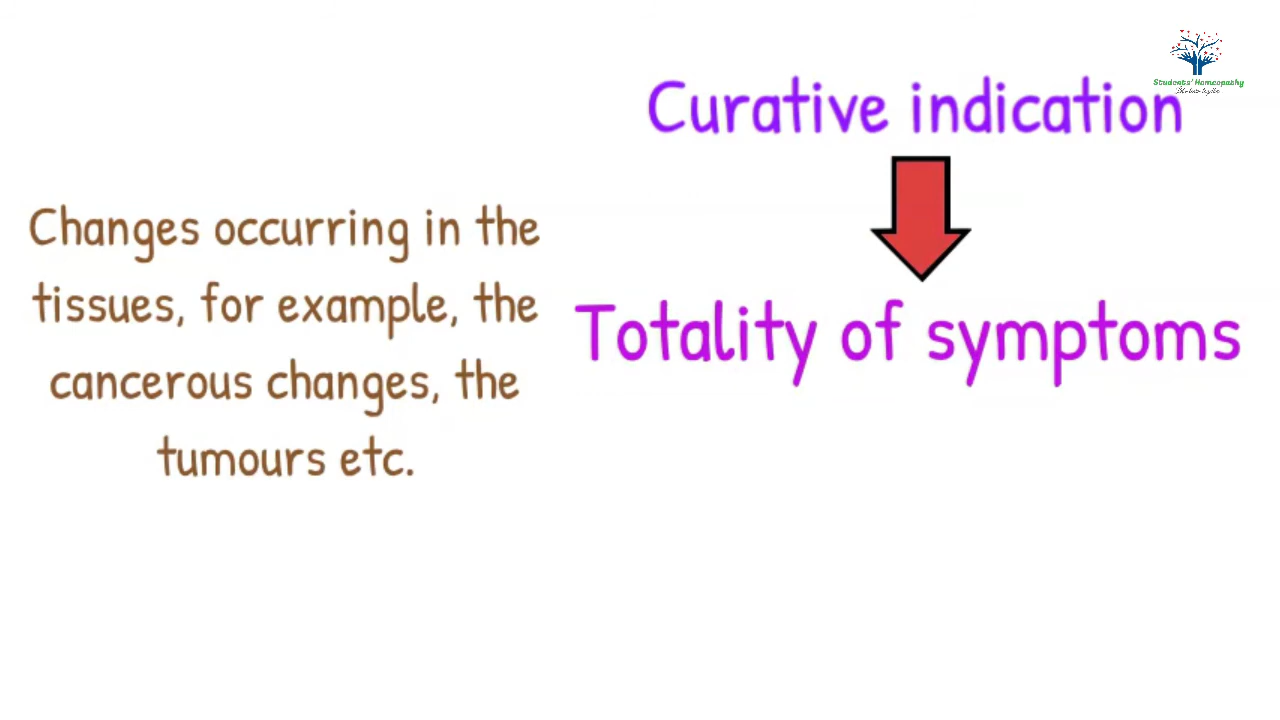 Students' Homeopathy
Curative indication
Changes occurring in the
tissues, for example, the
cancerous changes, the
tumours etc.
Totality of symptoms